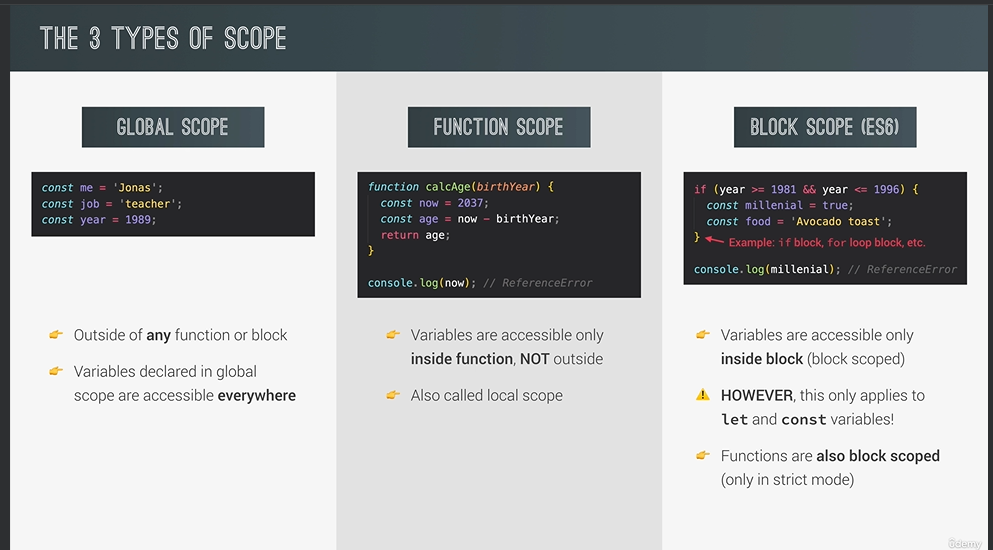 THE 3 TYPES OF SCOPE
GLOBAL SCOPE
const me = 'Jonas';
const job = 'teacher';
const year = 1989;
Outside of any function or block
Variables declared in global
scope are accessible everywhere
FUNCTION SCOPE
function calcAge(birthYear) {
const now = 2037;
const age = now − birthYear;
return age;
}
console.log(now); // ReferenceError
Variables are accessible only
inside function, NOT outside
Also called local scope
BLOCK SCOPE (ES6)
if (year >= 1981 && year <= 1996) {
const millenial = true;
const food = 'Avocado toast';
}
Example: if block, for loop block, etc.
console.log(millenial); // ReferenceError
Variables are accessible only
inside block (block scoped)
HOWEVER, this only applies to
let and const variables!
Functions are also block scoped
(only in strict mode)
ûdemy